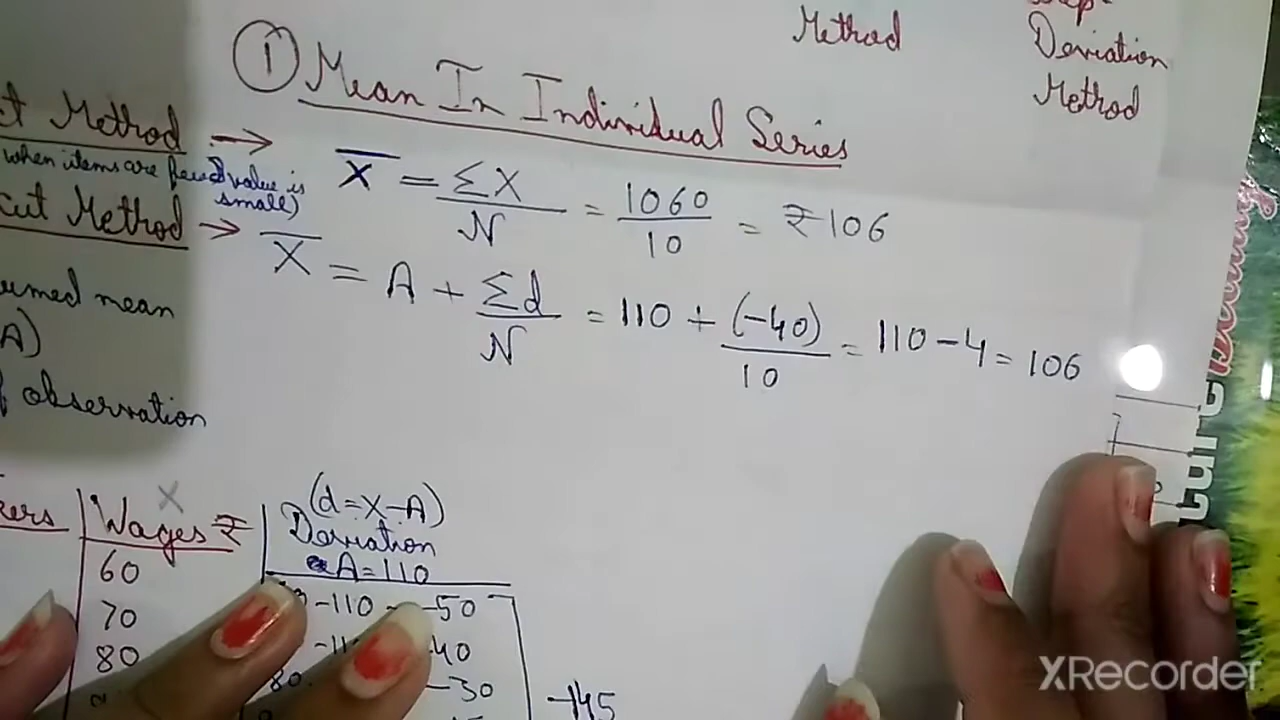 Method
Deviation
Method
① Mean In Individual Series
Method →
when items are few & value is
small)
X̄ = ΣX/N = 1060/10 = ₹106
Method →
X̄ = A + Σd/N = 110 + (-40)/10 = 110 - 4 = 106
mean
A)
observation
X
Wages ₹
(d = X - A)
Deviation
A = 110
60
-110 -50
70
40
80
80
-30
-145
XRecorder